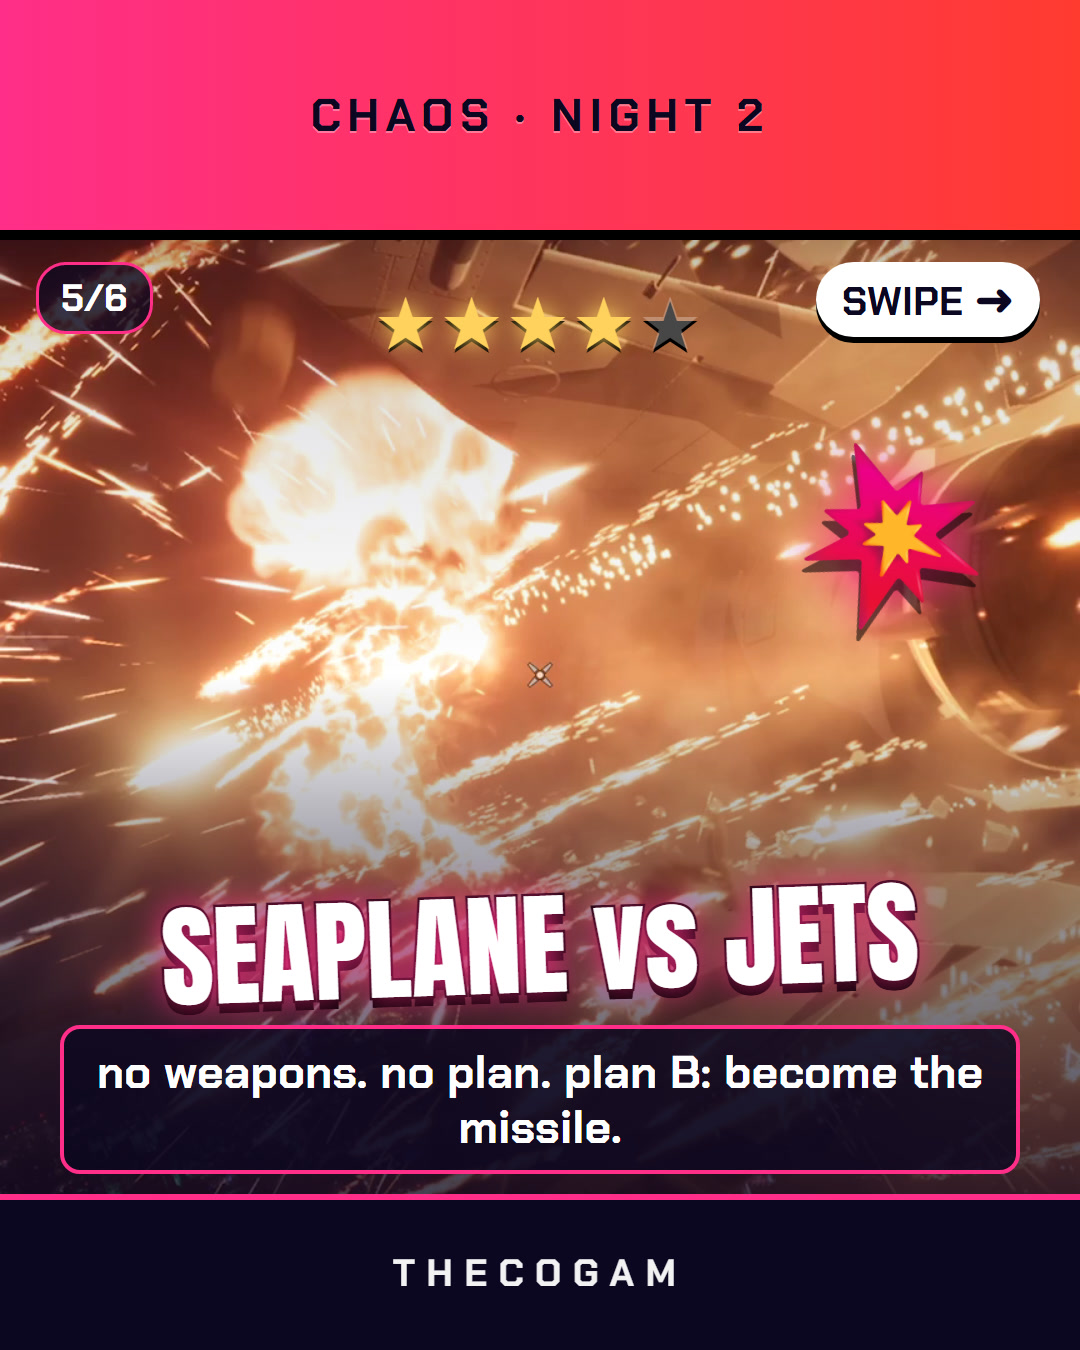 CHAOS · NIGHT 2
5/6
SWIPE ➜
SEAPLANE vs JETS
no weapons. no plan. plan B: become the
missile.
THECOGAM